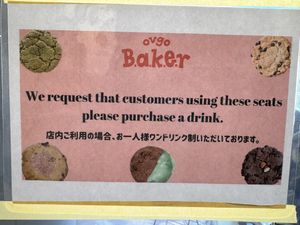 ovgo
B.a.k.e.r
We request that customers using these seats
please purchase a drink.
店内ご利用の場合、お一人様ワンドリンク制いただいております。